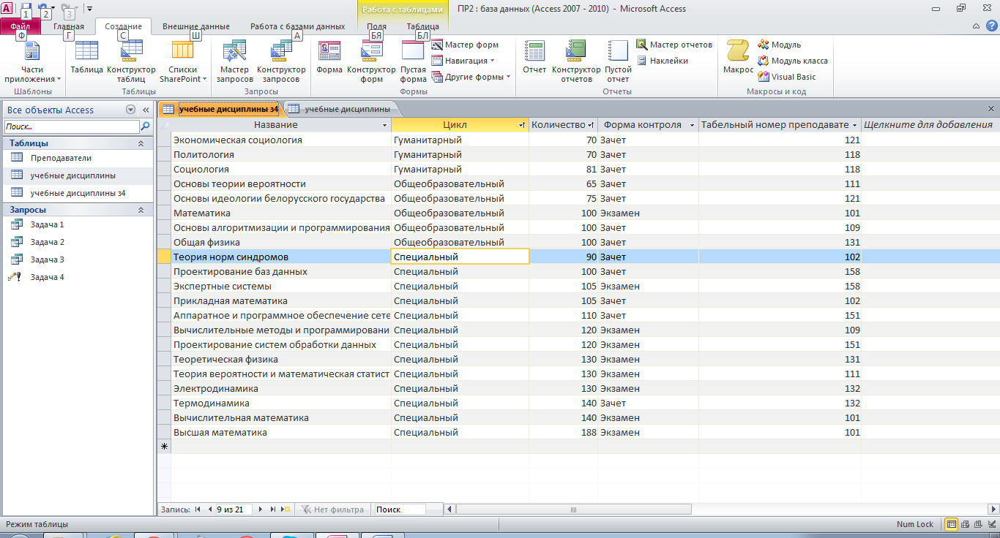 ПР2 : база данных (Access 2007 - 2010) - Microsoft Access
Работа с таблицами
1 2 3
Файл Главная Создание Внешние данные Работа с базами данных Поля Таблица
Ф Г С Ш А БЯ БЛ
Части приложения
Таблица
Конструктор таблиц
Списки SharePoint
Мастер запросов
Конструктор запросов
Форма
Конструктор форм
Пустая форма
Мастер форм
Навигация
Другие формы
Отчет
Конструктор отчетов
Пустой отчет
Мастер отчетов
Наклейки
Макрос
Модуль
Модуль класса
Visual Basic
Шаблоны Таблицы Запросы Формы Отчеты Макросы и код
Все объекты Access
Поиск...
Таблицы
Преподаватели
учебные дисциплины
учебные дисциплины з4
Запросы
Задача 1
Задача 2
Задача 3
Задача 4
учебные дисциплины з4 учебные дисциплины
Название Цикл Количество Форма контроля Табельный номер преподавате Щелкните для добавления
Экономическая социология Гуманитарный 70 Зачет 121
Политология Гуманитарный 70 Зачет 118
Социология Гуманитарный 81 Зачет 118
Основы теории вероятности Общеобразовательный 65 Зачет 111
Основы идеологии белорусского государства Общеобразовательный 75 Зачет 121
Математика Общеобразовательный 100 Экзамен 101
Основы алгоритмизации и программирования Общеобразовательный 100 Зачет 109
Общая физика Общеобразовательный 100 Зачет 131
Теория норм синдромов Специальный 90 Зачет 102
Проектирование баз данных Специальный 100 Зачет 158
Экспертные системы Специальный 105 Экзамен 158
Прикладная математика Специальный 105 Зачет 102
Аппаратное и программное обеспечение сете Специальный 110 Зачет 151
Вычислительные методы и программировани Специальный 120 Экзамен 109
Проектирование систем обработки данных Специальный 120 Экзамен 151
Теоретическая физика Специальный 130 Экзамен 131
Теория вероятности и математическая статист Специальный 130 Экзамен 111
Электродинамика Специальный 130 Экзамен 132
Термодинамика Специальный 140 Зачет 132
Вычислительная математика Специальный 140 Экзамен 101
Высшая математика Специальный 188 Экзамен 101
Запись: 9 из 21 Нет фильтра Поиск
Режим таблицы Num Lock